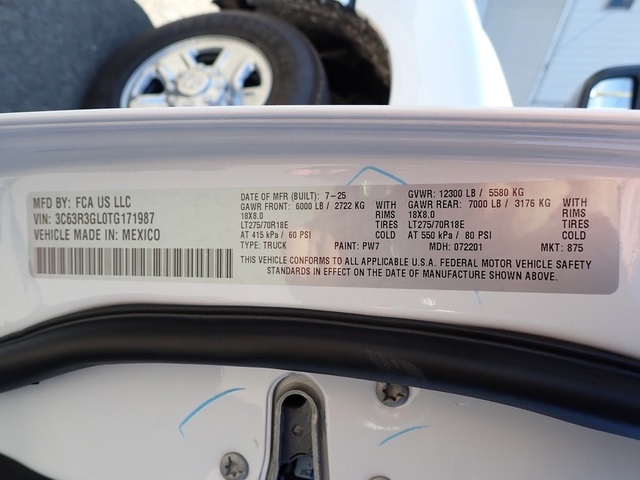 MFD BY: FCA US LLC
VIN: 3C63R3GL0TG171987
VEHICLE MADE IN: MEXICO
DATE OF MFR (BUILT): 7-25
GAWR FRONT: 6000 LB / 2722 KG WITH
18X8.0 RIMS
LT275/70R18E TIRES
AT 415 kPa / 60 PSI COLD
TYPE: TRUCK PAINT: PW7
GVWR: 12300 LB / 5580 KG
GAWR REAR: 7000 LB / 3176 KG WITH
18X8.0 RIMS
LT275/70R18E TIRES
AT 550 kPa / 80 PSI COLD
MDH: 072201 MKT: 875
THIS VEHICLE CONFORMS TO ALL APPLICABLE U.S.A. FEDERAL MOTOR VEHICLE SAFETY
STANDARDS IN EFFECT ON THE DATE OF MANUFACTURE SHOWN ABOVE.